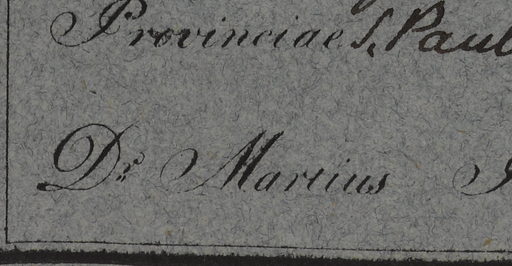 Provinciae S. Paul
Dr. Martius